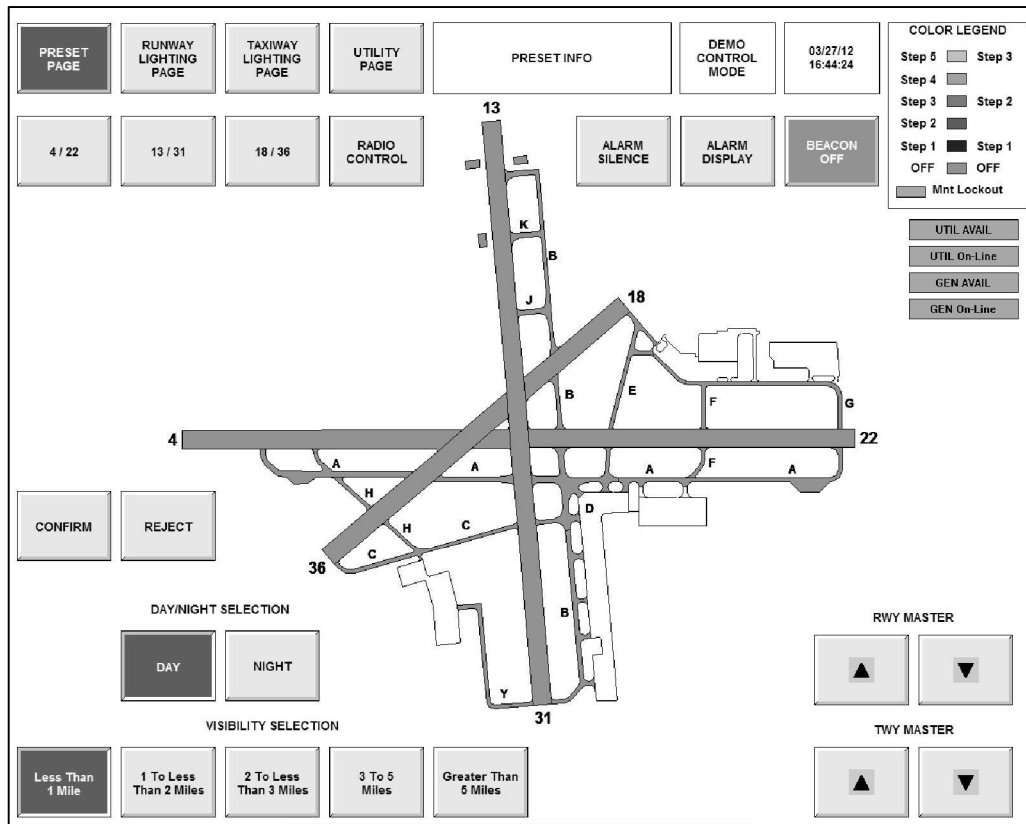 PRESET
PAGE
RUNWAY
LIGHTING
PAGE
TAXIWAY
LIGHTING
PAGE
UTILITY
PAGE
PRESET INFO
DEMO
CONTROL
MODE
03/27/12
16:44:24
COLOR LEGEND
Step 5 Step 3
Step 4
Step 3 Step 2
Step 2
Step 1 Step 1
OFF OFF
Mnt Lockout
4 / 22
13 / 31
18 / 36
RADIO
CONTROL
ALARM
SILENCE
ALARM
DISPLAY
BEACON
OFF
UTIL AVAIL
UTIL On-Line
GEN AVAIL
GEN On-Line
13
K
B
J
18
B
E
F
G
4
22
A
A
A
F
A
H
D
H
C
C
36
B
Y
31
CONFIRM
REJECT
DAY/NIGHT SELECTION
DAY
NIGHT
VISIBILITY SELECTION
Less Than
1 Mile
1 To Less
Than 2 Miles
2 To Less
Than 3 Miles
3 To 5
Miles
Greater Than
5 Miles
RWY MASTER
▲
▼
TWY MASTER
▲
▼